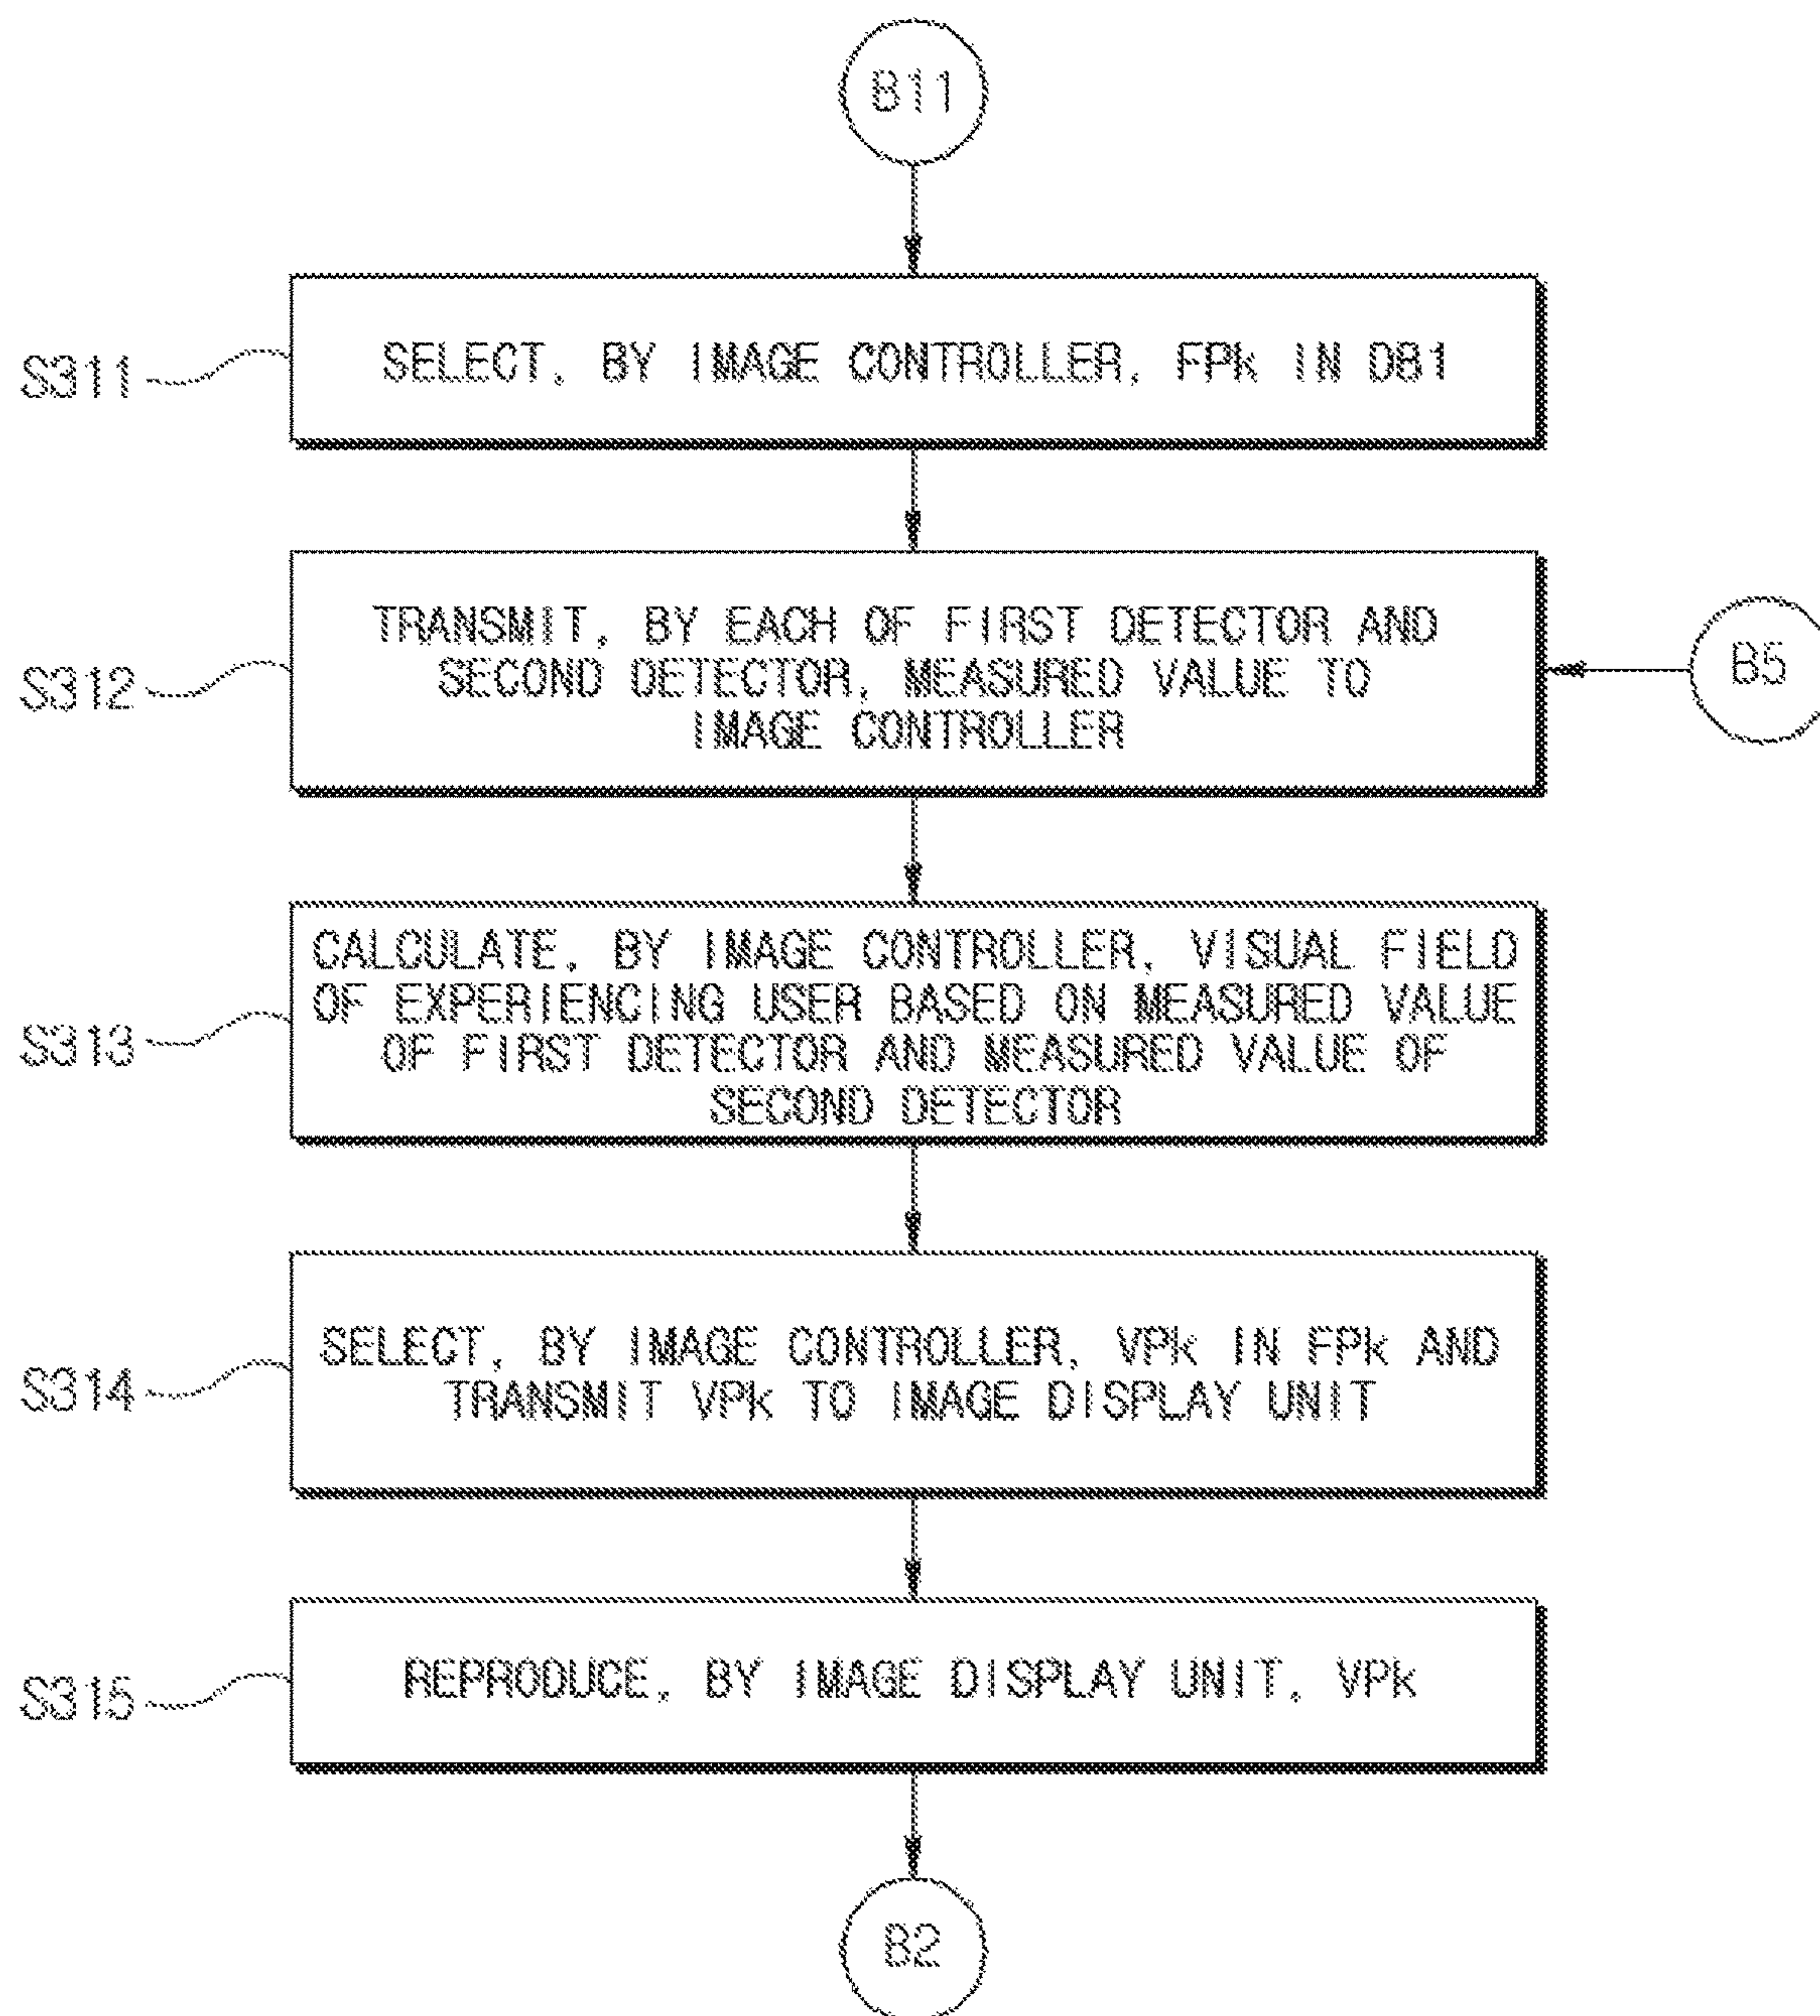 B11
S311
SELECT, BY IMAGE CONTROLLER, FPk IN DB1
S312
TRANSMIT, BY EACH OF FIRST DETECTOR AND
SECOND DETECTOR, MEASURED VALUE TO
IMAGE CONTROLLER
B5
S313
CALCULATE, BY IMAGE CONTROLLER, VISUAL FIELD
OF EXPERIENCING USER BASED ON MEASURED VALUE
OF FIRST DETECTOR AND MEASURED VALUE OF
SECOND DETECTOR
S314
SELECT, BY IMAGE CONTROLLER, VPk IN FPk AND
TRANSMIT VPk TO IMAGE DISPLAY UNIT
S315
REPRODUCE, BY IMAGE DISPLAY UNIT, VPk
B2